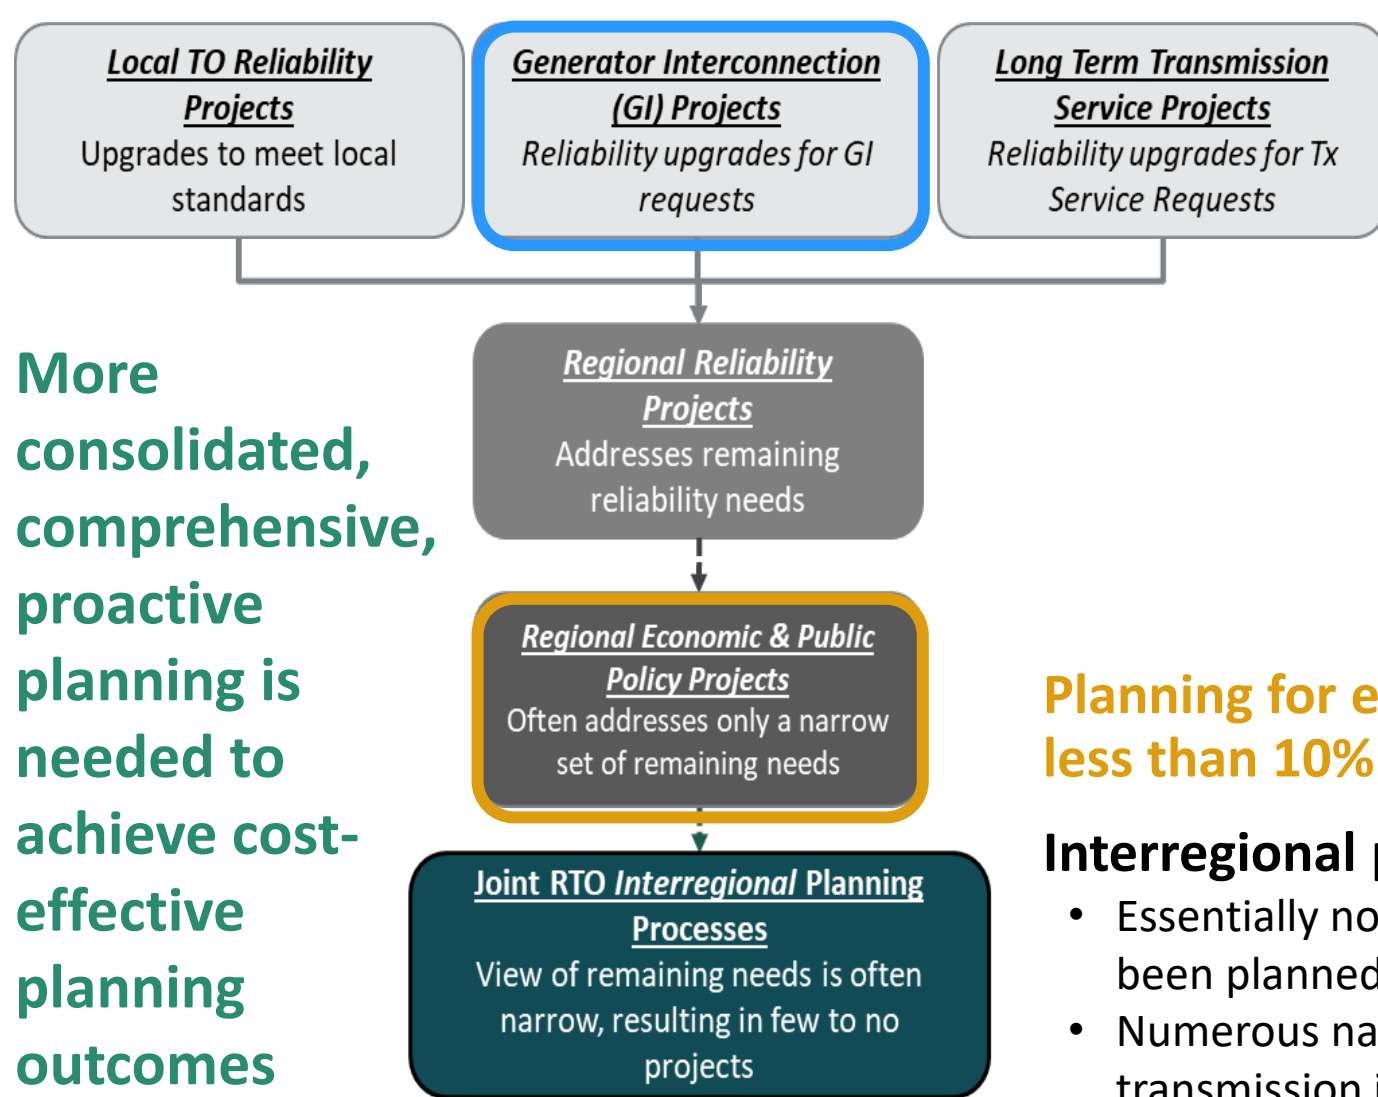 Local TO Reliability
Projects
Upgrades to meet local
standards
Generator Interconnection
(GI) Projects
Reliability upgrades for GI
requests
Long Term Transmission
Service Projects
Reliability upgrades for Tx
Service Requests
Regional Reliability
Projects
Addresses remaining
reliability needs
More
consolidated,
comprehensive,
proactive
planning is
needed to
achieve cost-
effective
planning
outcomes
Regional Economic & Public
Policy Projects
Often addresses only a narrow
set of remaining needs
Joint RTO Interregional Planning
Processes
View of remaining needs is often
narrow, resulting in few to no
projects
Planning for
less than 10%
Interregional
• Essentially no
been planned
• Numerous
transmission